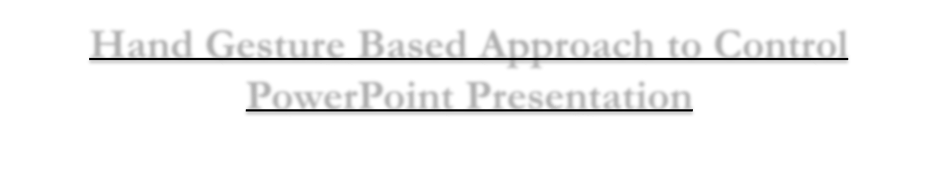 Hand Gesture Based Approach to Control
PowerPoint Presentation